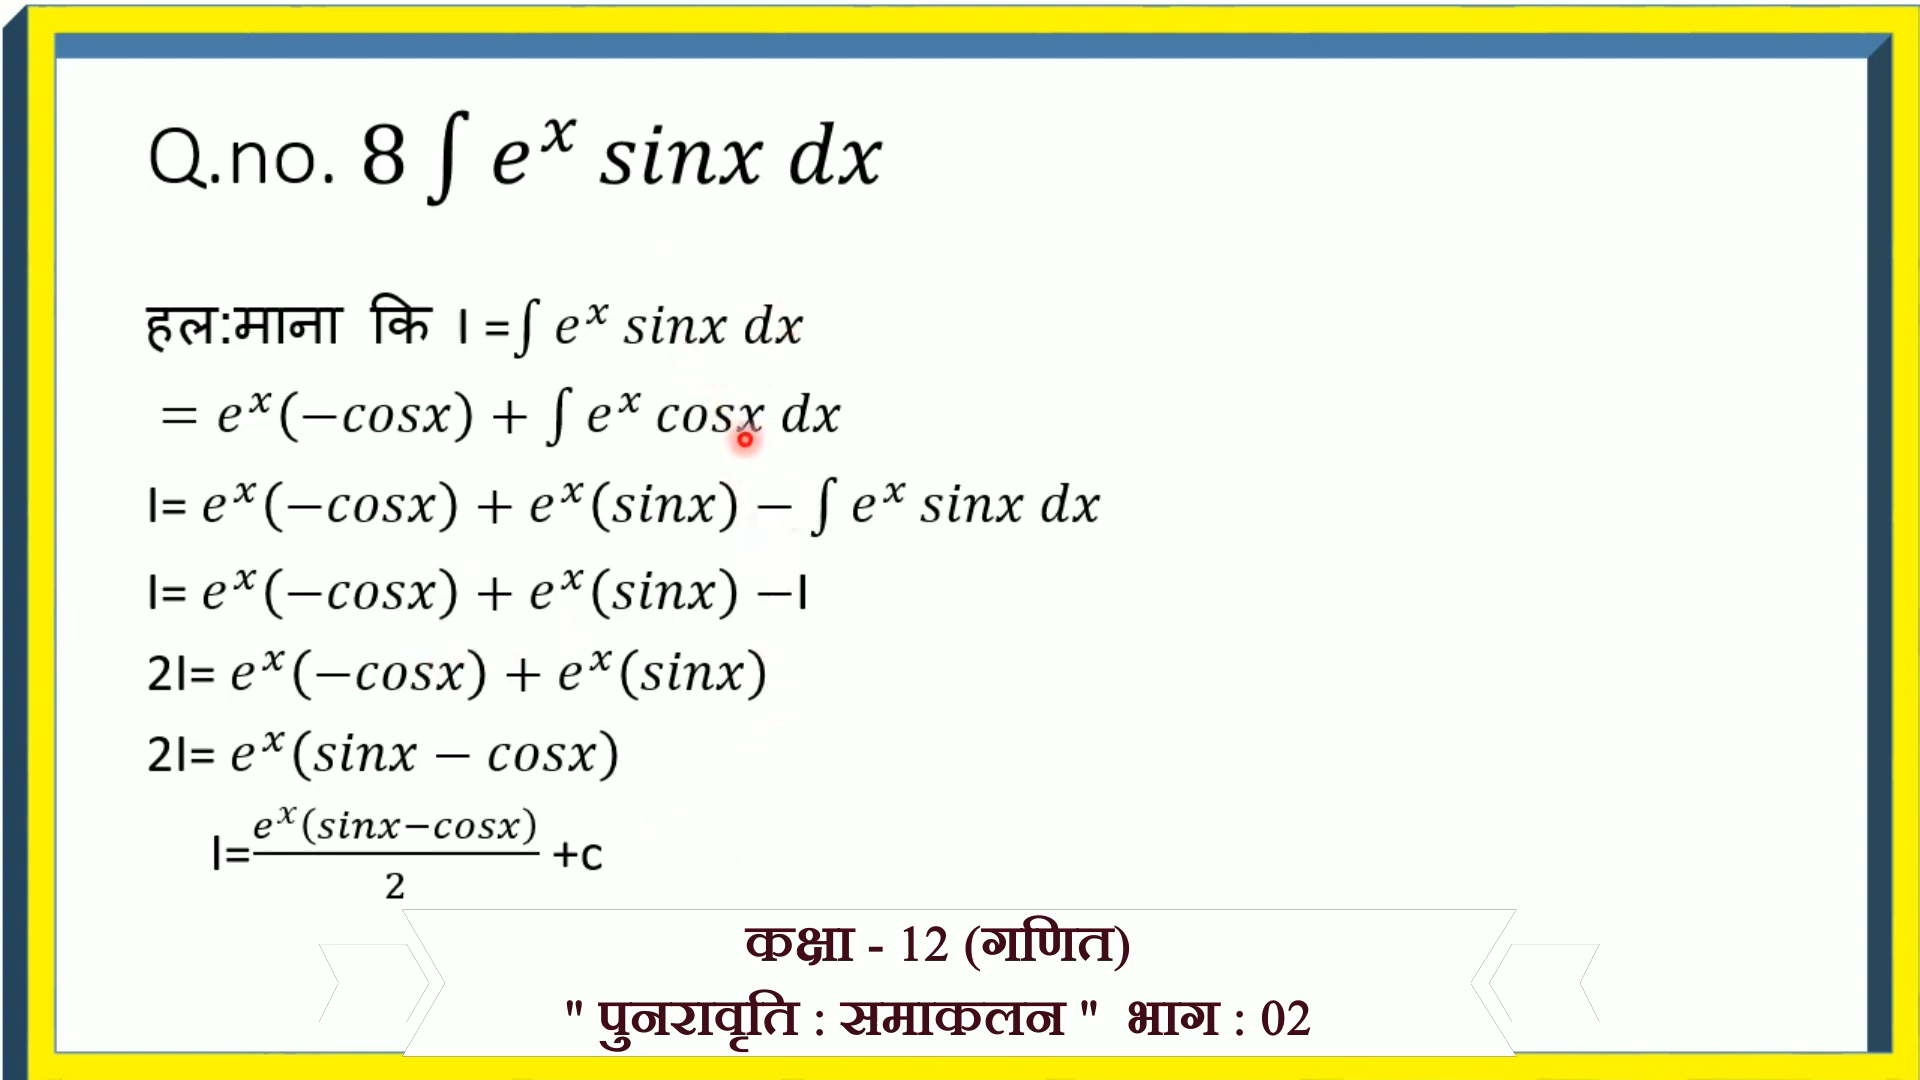 Q.no. 8 ∫ eˣ sinx dx
हल:माना कि I =∫ eˣ sinx dx
= eˣ(−cosx) + ∫ eˣ cosx dx
I= eˣ(−cosx) + eˣ(sinx) − ∫ eˣ sinx dx
I= eˣ(−cosx) + eˣ(sinx) −I
2I= eˣ(−cosx) + eˣ(sinx)
2I= eˣ(sinx − cosx)
I= eˣ(sinx−cosx)/2 +c
कक्षा - 12 (गणित)
" पुनरावृति : समाकलन " भाग : 02